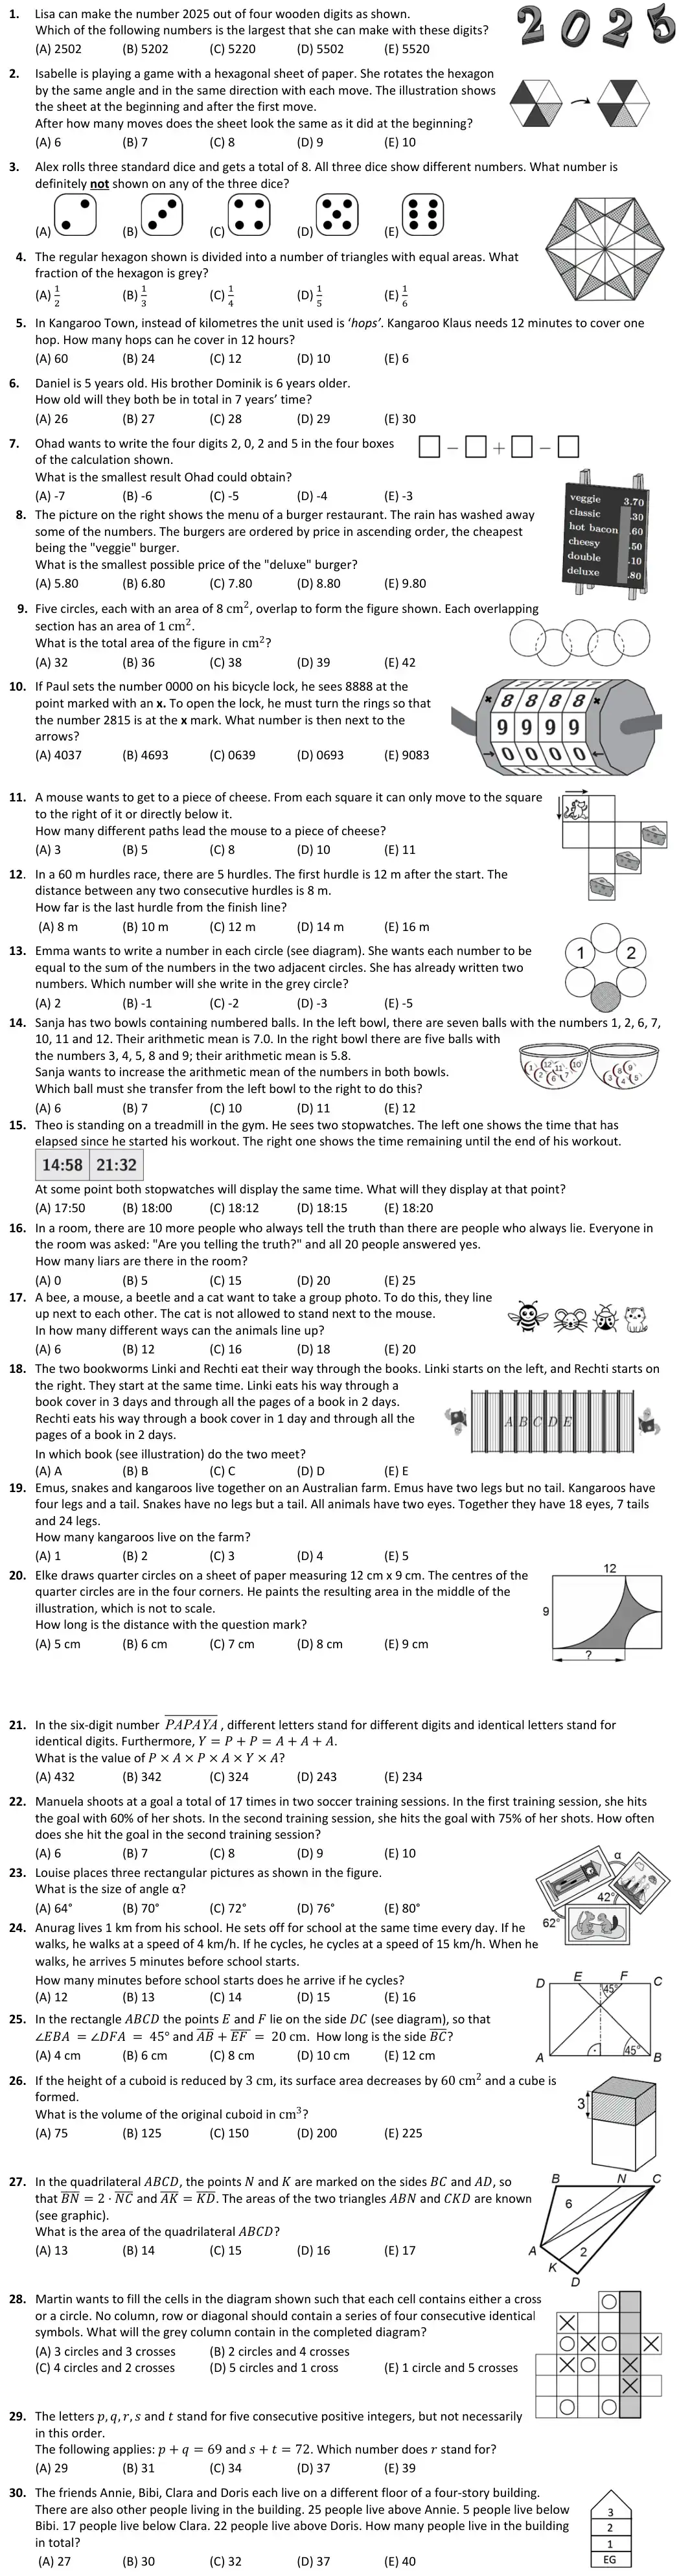 1. Lisa can make the number 2025 out of four wooden digits as shown.
Which of the following numbers is the largest that she can make with these digits?
(A) 2502 (B) 5202 (C) 5220 (D) 5502 (E) 5520
2 0 2 5
2. Isabelle is playing a game with a hexagonal sheet of paper. She rotates the hexagon
by the same angle and in the same direction with each move. The illustration shows
the sheet at the beginning and after the first move.
After how many moves does the sheet look the same as it did at the beginning?
(A) 6 (B) 7 (C) 8 (D) 9 (E) 10
3. Alex rolls three standard dice and gets a total of 8. All three dice show different numbers. What number is
definitely not shown on any of the three dice?
(A) (B) (C) (D) (E)
4. The regular hexagon shown is divided into a number of triangles with equal areas. What
fraction of the hexagon is grey?
(A) 1/2 (B) 1/3 (C) 1/4 (D) 1/5 (E) 1/6
5. In Kangaroo Town, instead of kilometres the unit used is ‘hops’. Kangaroo Klaus needs 12 minutes to cover one
hop. How many hops can he cover in 12 hours?
(A) 60 (B) 24 (C) 12 (D) 10 (E) 6
6. Daniel is 5 years old. His brother Dominik is 6 years older.
How old will they both be in total in 7 years’ time?
(A) 26 (B) 27 (C) 28 (D) 29 (E) 30
7. Ohad wants to write the four digits 2, 0, 2 and 5 in the four boxes
of the calculation shown.
□ − □ + □ − □
What is the smallest result Ohad could obtain?
(A) -7 (B) -6 (C) -5 (D) -4 (E) -3
8. The picture on the right shows the menu of a burger restaurant. The rain has washed away
some of the numbers. The burgers are ordered by price in ascending order, the cheapest
being the "veggie" burger.
What is the smallest possible price of the "deluxe" burger?
(A) 5.80 (B) 6.80 (C) 7.80 (D) 8.80 (E) 9.80
veggie 3.70
classic .30
hot bacon .60
cheesy .50
double .10
deluxe .80
9. Five circles, each with an area of 8 cm², overlap to form the figure shown. Each overlapping
section has an area of 1 cm².
What is the total area of the figure in cm²?
(A) 32 (B) 36 (C) 38 (D) 39 (E) 42
10. If Paul sets the number 0000 on his bicycle lock, he sees 8888 at the
point marked with an x. To open the lock, he must turn the rings so that
the number 2815 is at the x mark. What number is then next to the
arrows?
(A) 4037 (B) 4693 (C) 0639 (D) 0693 (E) 9083
8 8 8 8
9 9 9 9
0 0 0 0
11. A mouse wants to get to a piece of cheese. From each square it can only move to the square
to the right of it or directly below it.
How many different paths lead the mouse to a piece of cheese?
(A) 3 (B) 5 (C) 8 (D) 10 (E) 11
12. In a 60 m hurdles race, there are 5 hurdles. The first hurdle is 12 m after the start. The
distance between any two consecutive hurdles is 8 m.
How far is the last hurdle from the finish line?
(A) 8 m (B) 10 m (C) 12 m (D) 14 m (E) 16 m
13. Emma wants to write a number in each circle (see diagram). She wants each number to be
equal to the sum of the numbers in the two adjacent circles. She has already written two
numbers. Which number will she write in the grey circle?
(A) 2 (B) -1 (C) -2 (D) -3 (E) -5
1 2
14. Sanja has two bowls containing numbered balls. In the left bowl, there are seven balls with the numbers 1, 2, 6, 7,
10, 11 and 12. Their arithmetic mean is 7.0. In the right bowl there are five balls with
the numbers 3, 4, 5, 8 and 9; their arithmetic mean is 5.8.
Sanja wants to increase the arithmetic mean of the numbers in both bowls.
Which ball must she transfer from the left bowl to the right to do this?
(A) 6 (B) 7 (C) 10 (D) 11 (E) 12
1 12 11 10 2 6 7
8 9 3 4 5
15. Theo is standing on a treadmill in the gym. He sees two stopwatches. The left one shows the time that has
elapsed since he started his workout. The right one shows the time remaining until the end of his workout.
14:58 21:32
At some point both stopwatches will display the same time. What will they display at that point?
(A) 17:50 (B) 18:00 (C) 18:12 (D) 18:15 (E) 18:20
16. In a room, there are 10 more people who always tell the truth than there are people who always lie. Everyone in
the room was asked: "Are you telling the truth?" and all 20 people answered yes.
How many liars are there in the room?
(A) 0 (B) 5 (C) 15 (D) 20 (E) 25
17. A bee, a mouse, a beetle and a cat want to take a group photo. To do this, they line
up next to each other. The cat is not allowed to stand next to the mouse.
In how many different ways can the animals line up?
(A) 6 (B) 12 (C) 16 (D) 18 (E) 20
18. The two bookworms Linki and Rechti eat their way through the books. Linki starts on the left, and Rechti starts on
the right. They start at the same time. Linki eats his way through a
book cover in 3 days and through all the pages of a book in 2 days.
Rechti eats his way through a book cover in 1 day and through all the
pages of a book in 2 days.
A B C D E
In which book (see illustration) do the two meet?
(A) A (B) B (C) C (D) D (E) E
19. Emus, snakes and kangaroos live together on an Australian farm. Emus have two legs but no tail. Kangaroos have
four legs and a tail. Snakes have no legs but a tail. All animals have two eyes. Together they have 18 eyes, 7 tails
and 24 legs.
How many kangaroos live on the farm?
(A) 1 (B) 2 (C) 3 (D) 4 (E) 5
20. Elke draws quarter circles on a sheet of paper measuring 12 cm x 9 cm. The centres of the
quarter circles are in the four corners. He paints the resulting area in the middle of the
illustration, which is not to scale.
How long is the distance with the question mark?
(A) 5 cm (B) 6 cm (C) 7 cm (D) 8 cm (E) 9 cm
12
9
?
21. In the six-digit number PAPAYA, different letters stand for different digits and identical letters stand for
identical digits. Furthermore, Y = P + P = A + A + A.
What is the value of P × A × P × A × Y × A?
(A) 432 (B) 342 (C) 324 (D) 243 (E) 234
22. Manuela shoots at a goal a total of 17 times in two soccer training sessions. In the first training session, she hits
the goal with 60% of her shots. In the second training session, she hits the goal with 75% of her shots. How often
does she hit the goal in the second training session?
(A) 6 (B) 7 (C) 8 (D) 9 (E) 10
23. Louise places three rectangular pictures as shown in the figure.
What is the size of angle α?
(A) 64° (B) 70° (C) 72° (D) 76° (E) 80°
α
42°
62°
24. Anurag lives 1 km from his school. He sets off for school at the same time every day. If he
walks, he walks at a speed of 4 km/h. If he cycles, he cycles at a speed of 15 km/h. When he
walks, he arrives 5 minutes before school starts.
How many minutes before school starts does he arrive if he cycles?
(A) 12 (B) 13 (C) 14 (D) 15 (E) 16
25. In the rectangle ABCD the points E and F lie on the side DC (see diagram), so that
∠EBA = ∠DFA = 45° and AB + EF = 20 cm. How long is the side BC?
(A) 4 cm (B) 6 cm (C) 8 cm (D) 10 cm (E) 12 cm
D E F C
45°
45°
A B
26. If the height of a cuboid is reduced by 3 cm, its surface area decreases by 60 cm² and a cube is
formed.
What is the volume of the original cuboid in cm³?
(A) 75 (B) 125 (C) 150 (D) 200 (E) 225
3
27. In the quadrilateral ABCD, the points N and K are marked on the sides BC and AD, so
that BN = 2 · NC and AK = KD. The areas of the two triangles ABN and CKD are known
(see graphic).
What is the area of the quadrilateral ABCD?
(A) 13 (B) 14 (C) 15 (D) 16 (E) 17
B N C
6
A 2
K
D
28. Martin wants to fill the cells in the diagram shown such that each cell contains either a cross
or a circle. No column, row or diagonal should contain a series of four consecutive identical
symbols. What will the grey column contain in the completed diagram?
(A) 3 circles and 3 crosses (B) 2 circles and 4 crosses
(C) 4 circles and 2 crosses (D) 5 circles and 1 cross (E) 1 circle and 5 crosses
29. The letters p, q, r, s and t stand for five consecutive positive integers, but not necessarily
in this order.
The following applies: p + q = 69 and s + t = 72. Which number does r stand for?
(A) 29 (B) 31 (C) 34 (D) 37 (E) 39
30. The friends Annie, Bibi, Clara and Doris each live on a different floor of a four-story building.
There are also other people living in the building. 25 people live above Annie. 5 people live below
Bibi. 17 people live below Clara. 22 people live above Doris. How many people live in the building
in total?
(A) 27 (B) 30 (C) 32 (D) 37 (E) 40
3
2
1
EG